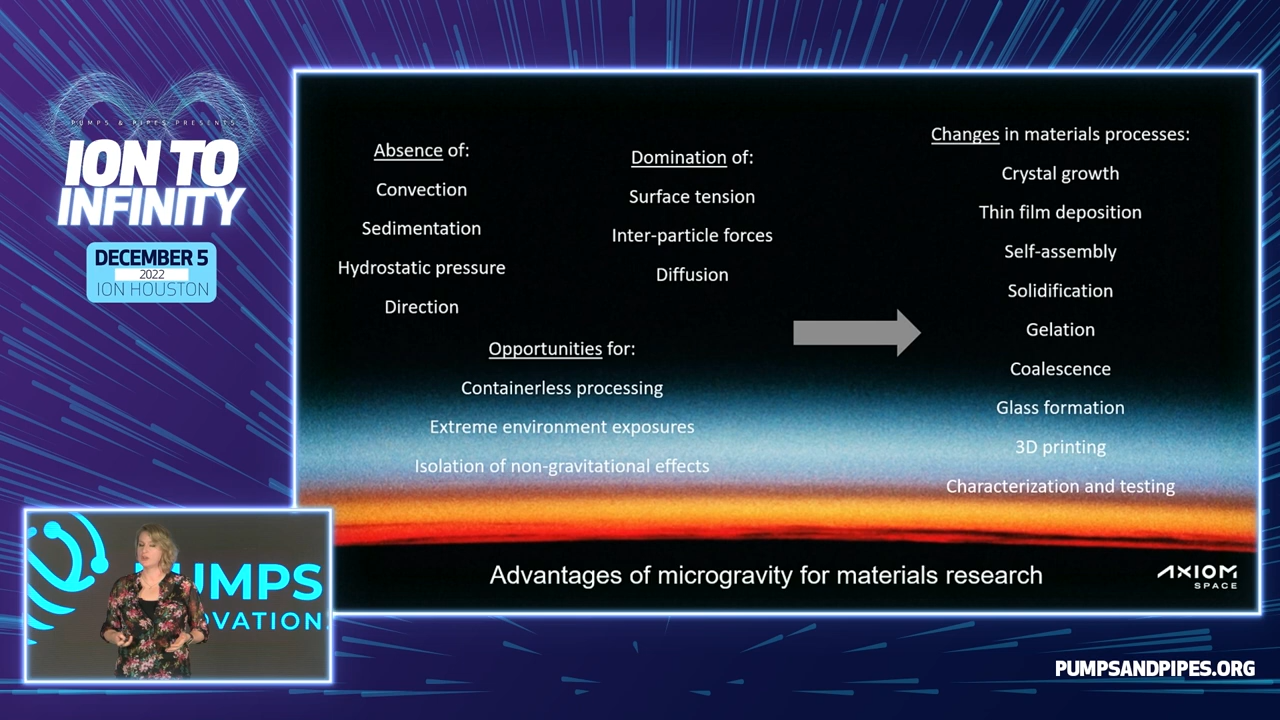 PUMPS & PIPES PRESENTS
ION TO
INFINITY
DECEMBER 5
2022
ION HOUSTON
Absence of:
Convection
Sedimentation
Hydrostatic pressure
Direction
Domination of:
Surface tension
Inter-particle forces
Diffusion
Opportunities for:
Containerless processing
Extreme environment exposures
Isolation of non-gravitational effects
Changes in materials processes:
Crystal growth
Thin film deposition
Self-assembly
Solidification
Gelation
Coalescence
Glass formation
3D printing
Characterization and testing
Advantages of microgravity for materials research
AXIOM
SPACE
PUMPS
OVATION
PUMPSANDPIPES.ORG